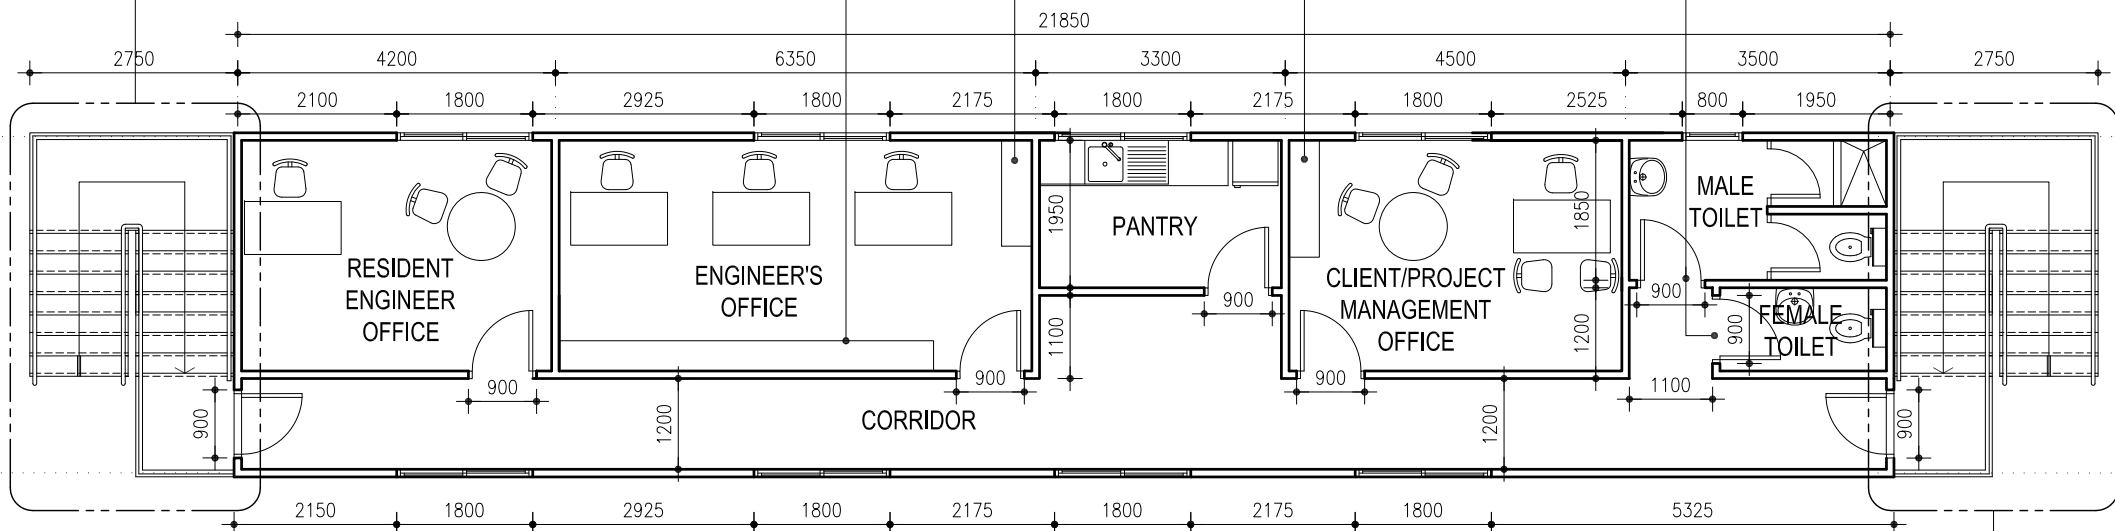 21850
2750 4200 6350 3300 4500 3500 2750
2100 1800 2925 1800 2175 1800 2175 1800 2525 800 1950
RESIDENT
ENGINEER
OFFICE
ENGINEER'S
OFFICE
PANTRY
1950
1100
900
CLIENT/PROJECT
MANAGEMENT
OFFICE
1850
1200
MALE
TOILET
900
900
FEMALE
TOILET
900
900
900
1100
900
1200
CORRIDOR
1200
900
2150 1800 2925 1800 2175 1800 2175 1800 5325